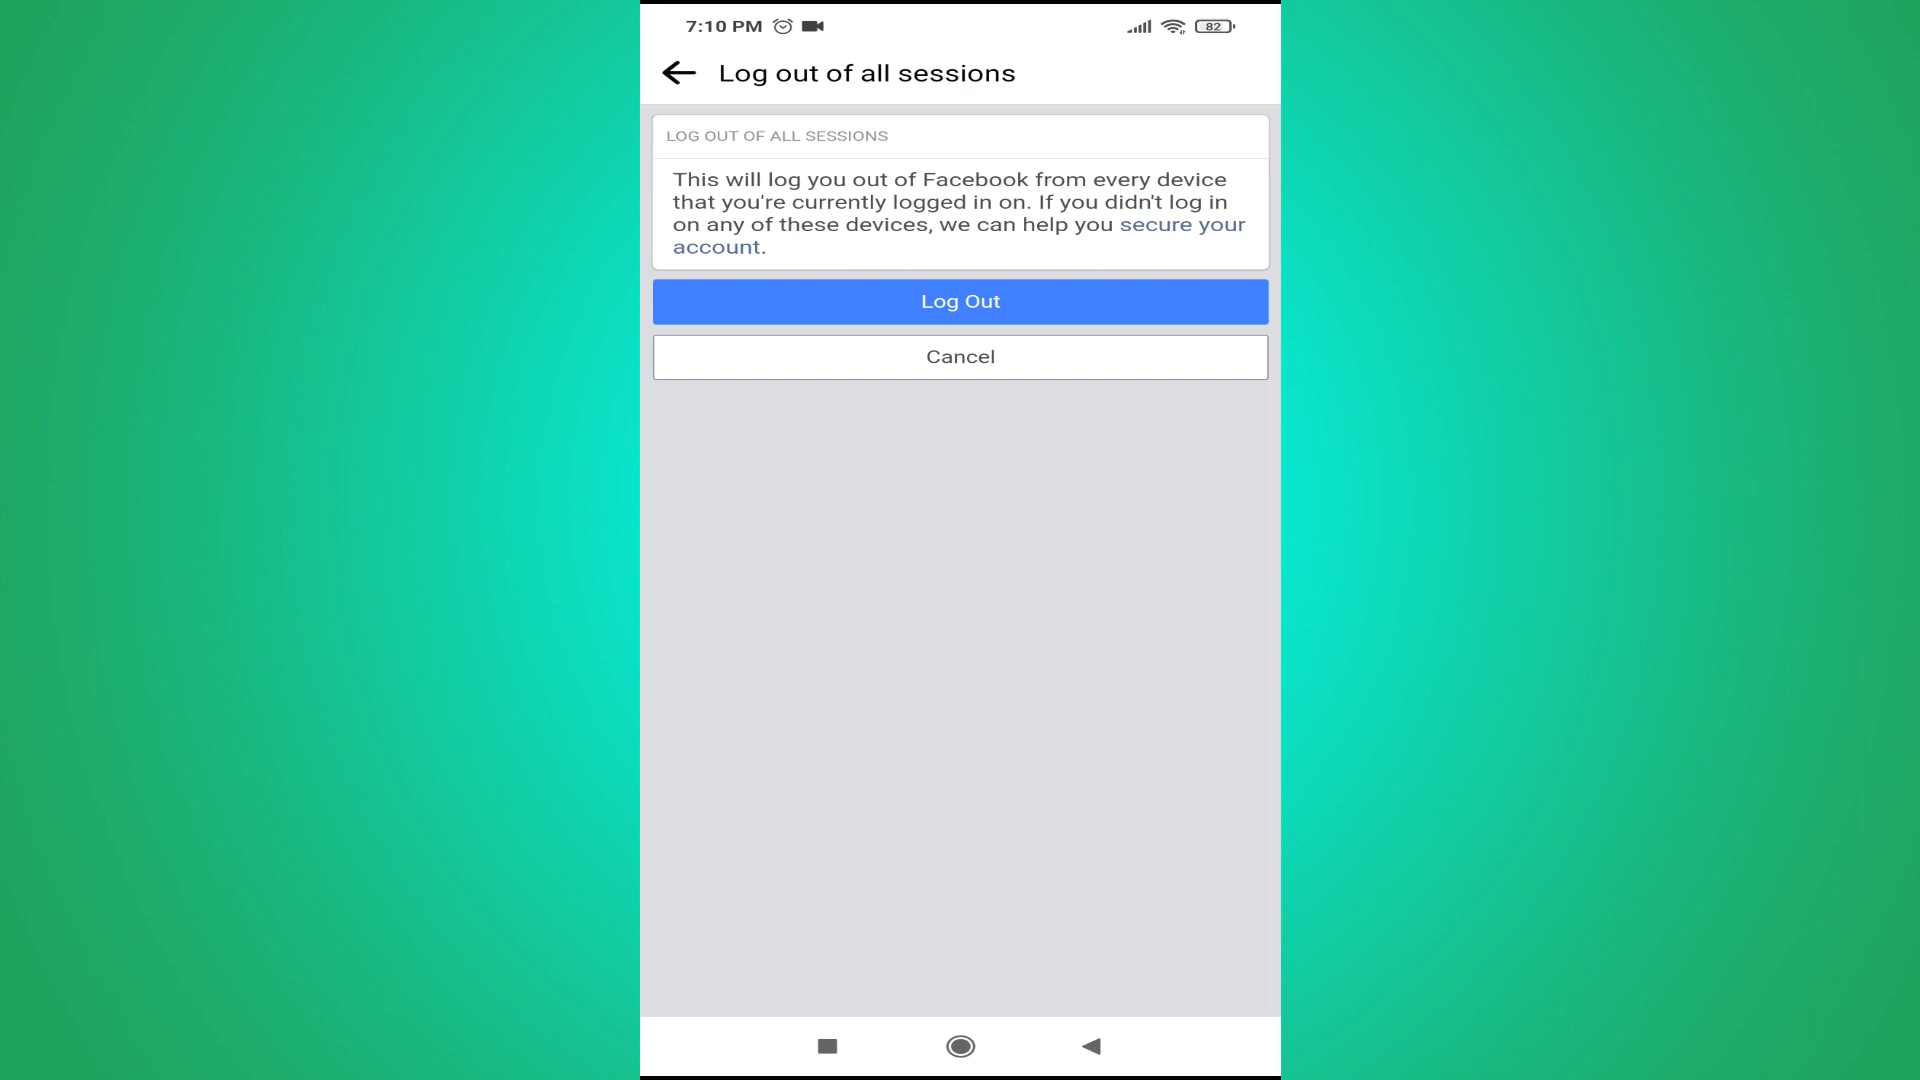 7:10 PM 82
Log out of all sessions
LOG OUT OF ALL SESSIONS
This will log you out of Facebook from every device
that you're currently logged in on. If you didn't log in
on any of these devices, we can help you secure your
account.
Log Out
Cancel